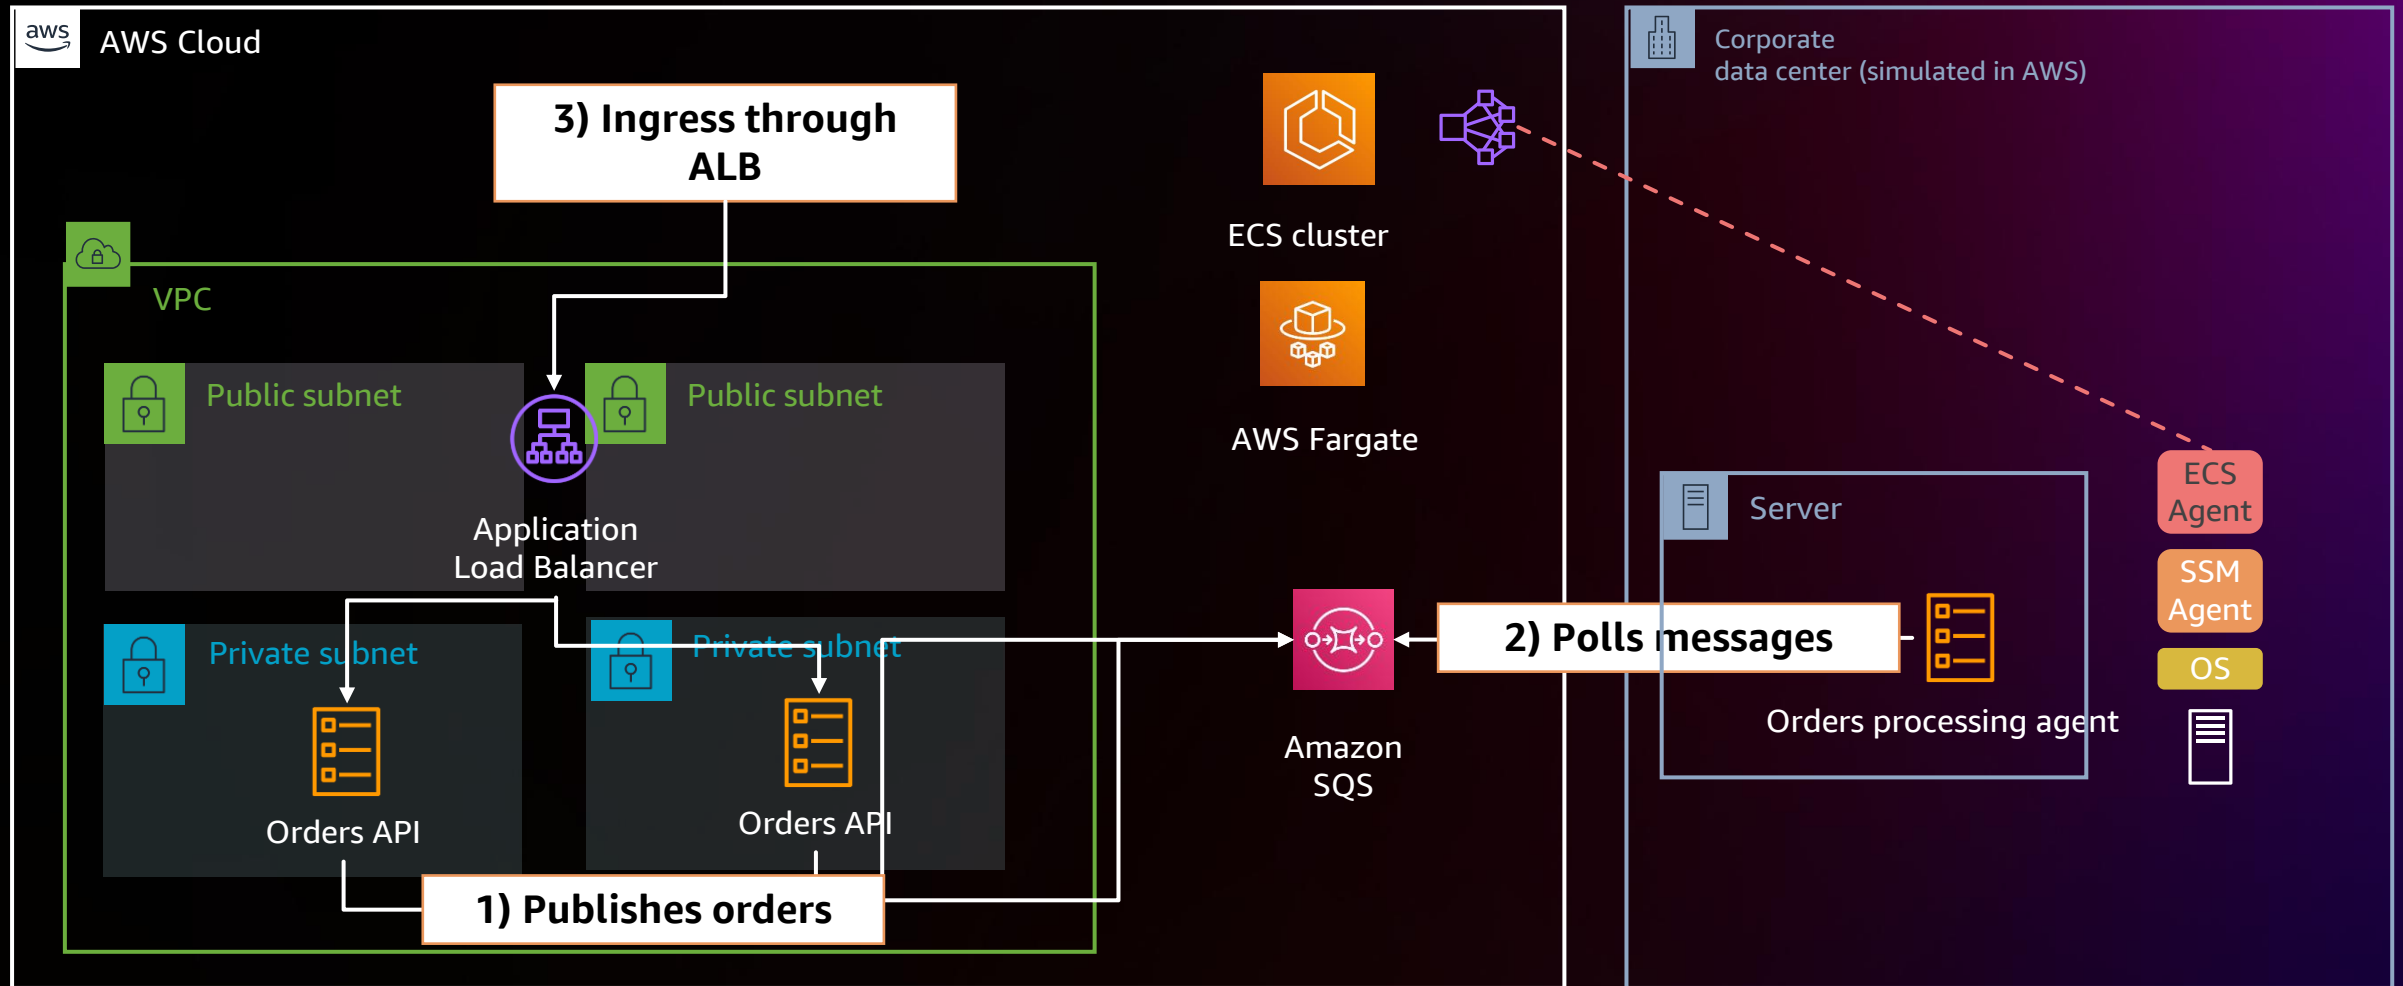 aws
AWS Cloud
3) Ingress through
ALB
VPC
Public subnet
Public subnet
Application
Load Balancer
Private subnet
Private subnet
Orders API
Orders API
1) Publishes orders
ECS cluster
AWS Fargate
Amazon
SQS
2) Polls messages
Corporate
data center (simulated in AWS)
Server
Orders processing agent
ECS
Agent
SSM
Agent
OS